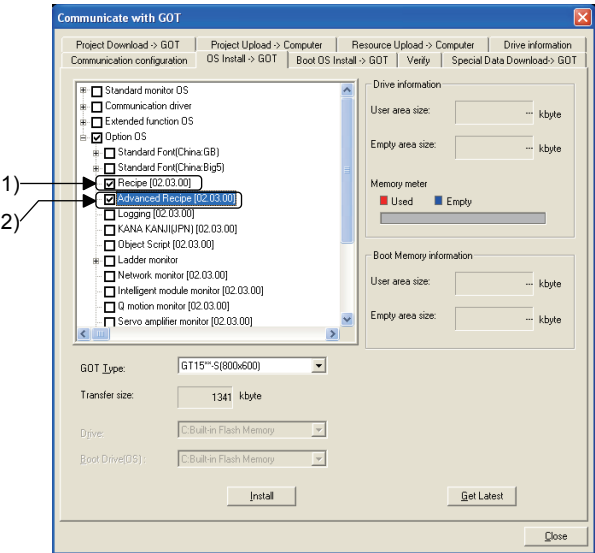 Communicate with GOT
Project Download -> GOT
Project Upload -> Computer
Resource Upload -> Computer
Drive information
Communication configuration
OS Install -> GOT
Boot OS Install -> GOT
Verify
Special Data Download-> GOT
Standard monitor OS
Communication driver
Extended function OS
Option OS
Standard Font(China:GB)
Standard Font(China:Big5)
1)
Recipe [02.03.00]
2)
Advanced Recipe [02.03.00]
Logging [02.03.00]
KANA KANJI(JPN) [02.03.00]
Object Script [02.03.00]
Ladder monitor
Network monitor [02.03.00]
Intelligent module monitor [02.03.00]
Q motion monitor [02.03.00]
Servo amplifier monitor [02.03.00]
Drive information
User area size: --- kbyte
Empty area size: --- kbyte
Memory meter
Used Empty
Boot Memory information
User area size: --- kbyte
Empty area size: --- kbyte
GOT Type: GT15**-S(800x600)
Transfer size: 1341 kbyte
Drive: C:Built-in Flash Memory
Boot Drive(OS) : C:Built-in Flash Memory
Install
Get Latest
Close